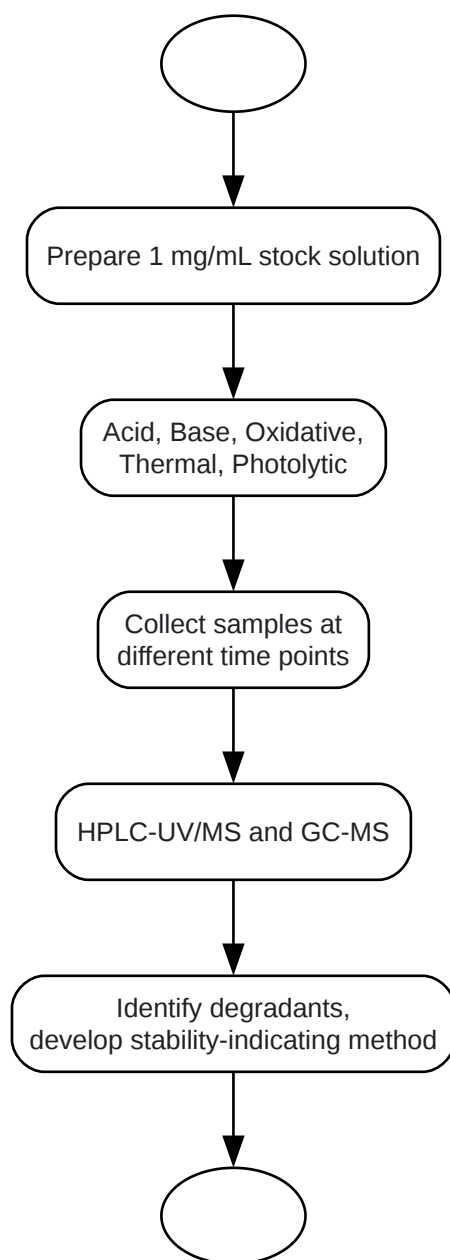 Prepare 1 mg/mL stock solution
Acid, Base, Oxidative,
Thermal, Photolytic
Collect samples at
different time points
HPLC-UV/MS and GC-MS
Identify degradants,
develop stability-indicating method